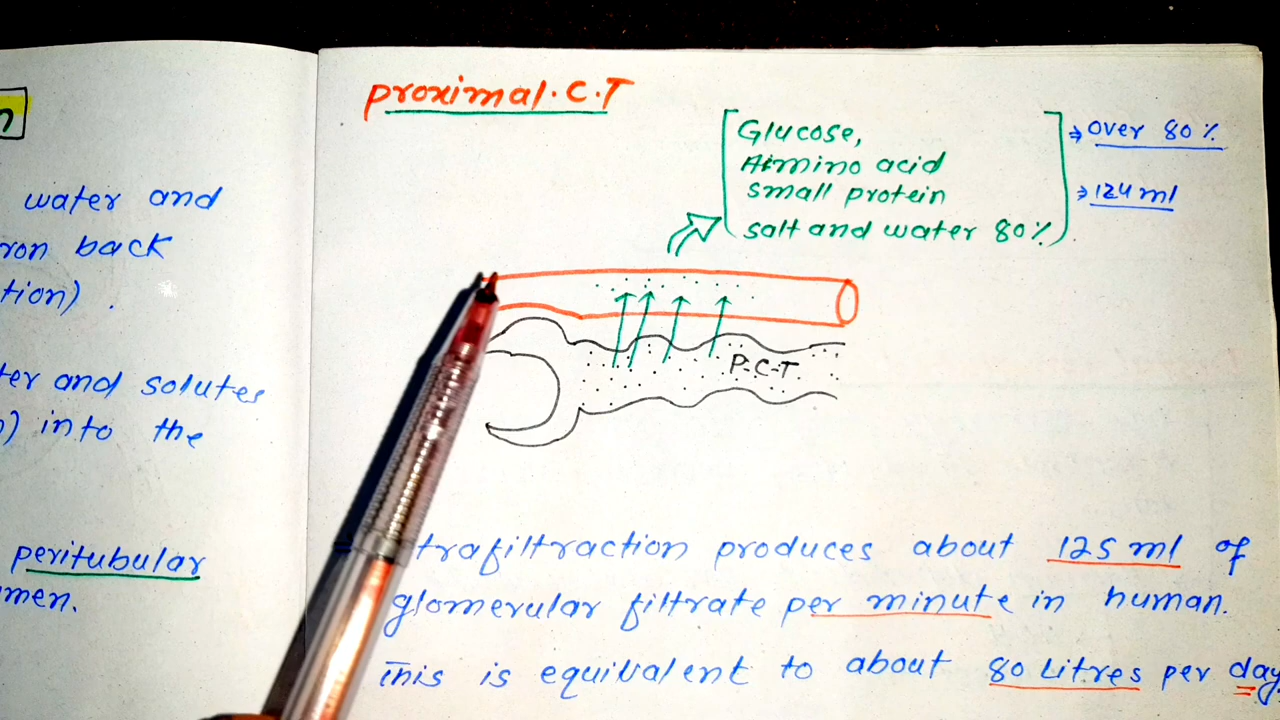 water and
ron back
tion) .
ter and solutes
) into the
peritubular
men.
proximal.C.T
Glucose,
Amino acid
small protein
salt and water 80%
⇒ over 80%
⇒ 124 ml
P-C-T
trafiltraction produces about 125 ml of
glomerular filtrate per minute in human.
This is equivalent to about 80 Litres per day